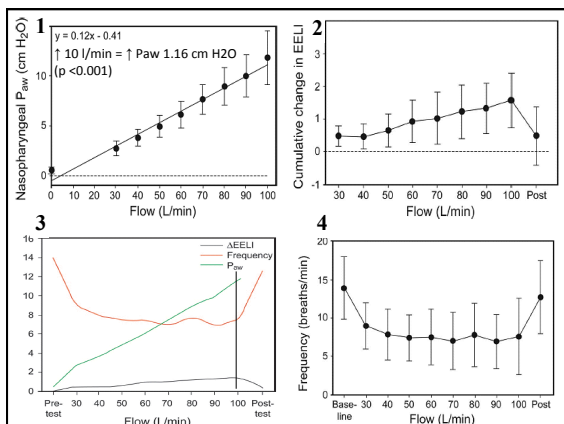 1
y = 0.12x - 0.41
↑ 10 l/min = ↑ Paw 1.16 cm H2O
(p <0.001)
Nasopharyngeal Paw (cm H2O)
10
5
0
0 10 20 30 40 50 60 70 80 90 100
Flow (L/min)
2
Cumulative change in EELI
4
3
2
1
0
-1
30 40 50 60 70 80 90 100 Post
Flow (L/min)
3
ΔEELI
Frequency
Paw
16
14
12
10
8
6
4
2
0
Pre-
test
30 40 50 60 70 80 90 100
Post-
test
Flow (L/min)
4
Frequency (breaths/min)
20
15
10
5
0
Base-
line
30 40 50 60 70 80 90 100 Post
Flow (L/min)